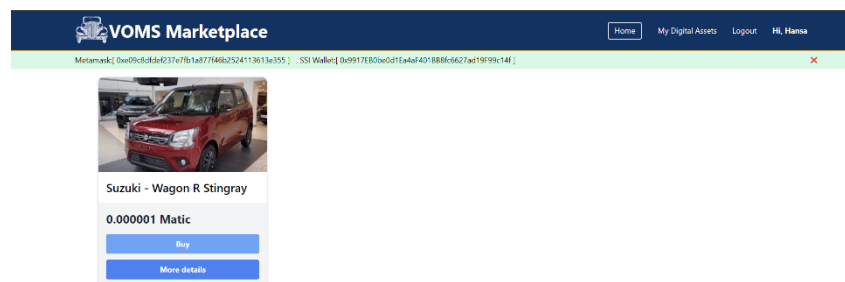 VOMS Marketplace
Home My Digital Assets Logout Hi, Hansa
Metamask:[ 0xe09c8dfdef237e7fb1a877f46b2524113613e355 ] SSI Wallet:[ 0x9917EB0be0d1Ea4aF401BB8fc6627ad19F99c14f ]
Suzuki - Wagon R Stingray
0.000001 Matic
Buy
More details